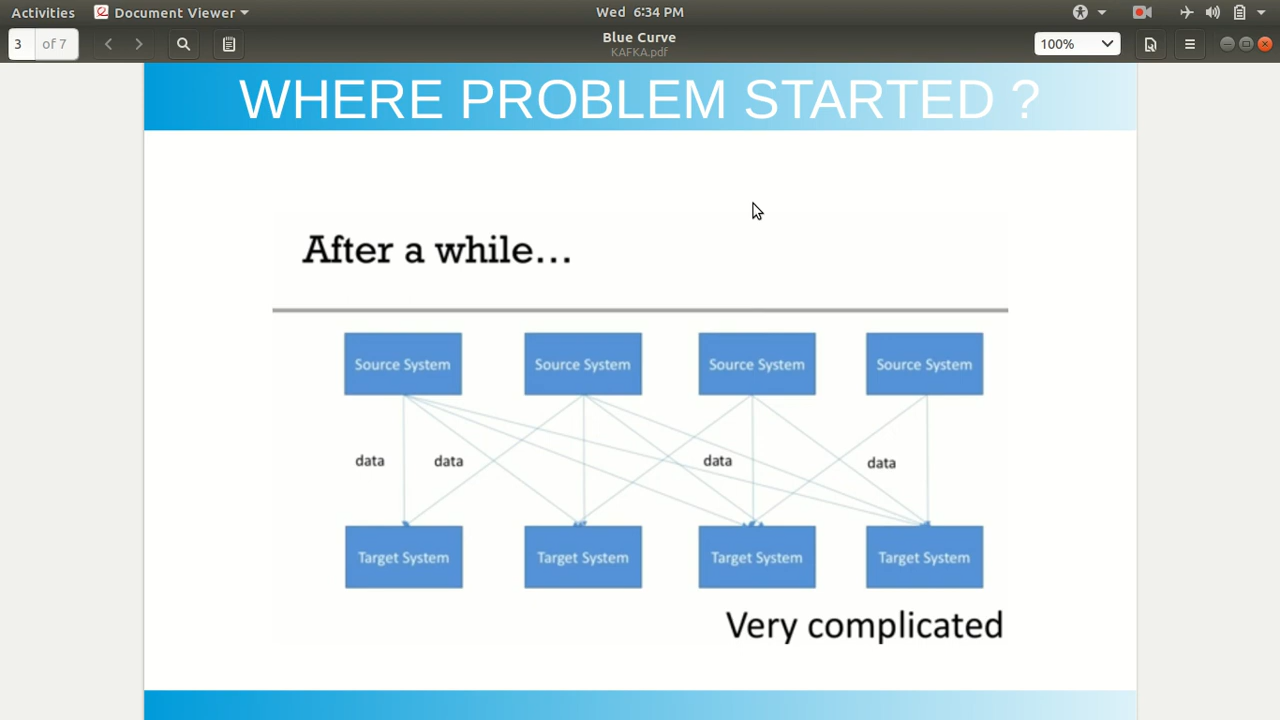 Activities Document Viewer Wed 6:34 PM
3 of 7 Blue Curve 100%
KAFKA.pdf
WHERE PROBLEM STARTED ?
After a while...
Source System Source System Source System Source System
data data data data
Target System Target System Target System Target System
Very complicated